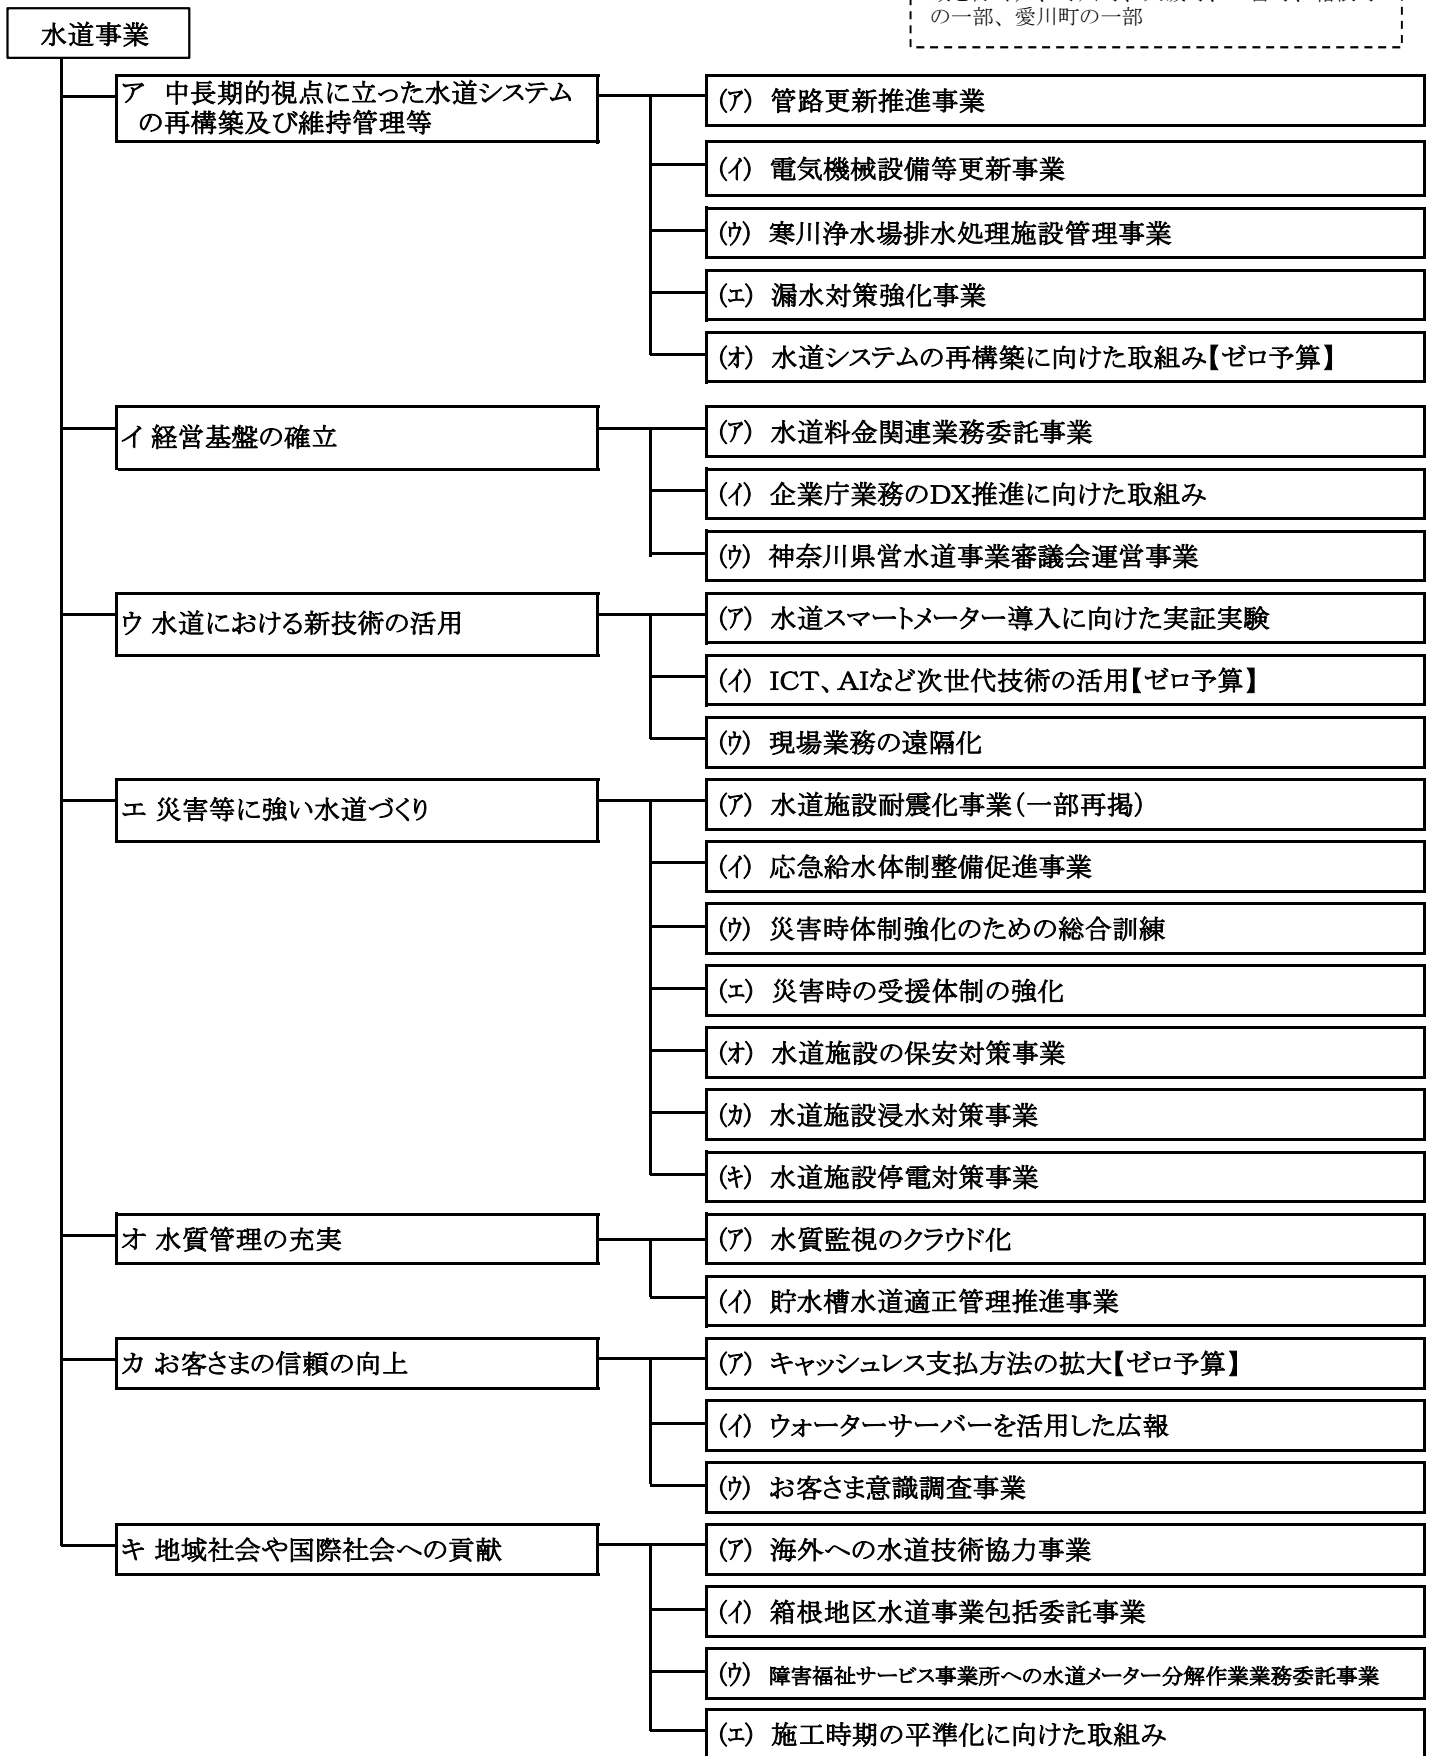 の一部、愛川町の一部
水道事業
ア　中長期的視点に立った水道システム
の再構築及び維持管理等
(ｱ)　管路更新推進事業
(ｲ)　電気機械設備等更新事業
(ｳ)　寒川浄水場排水処理施設管理事業
(ｴ)　漏水対策強化事業
(ｵ)　水道システムの再構築に向けた取組み【ゼロ予算】
イ 経営基盤の確立
(ｱ)　水道料金関連業務委託事業
(ｲ)　企業庁業務のDX推進に向けた取組み
(ｳ)　神奈川県営水道事業審議会運営事業
ウ 水道における新技術の活用
(ｱ)　水道スマートメーター導入に向けた実証実験
(ｲ)　ICT、AIなど次世代技術の活用【ゼロ予算】
(ｳ)　現場業務の遠隔化
エ 災害等に強い水道づくり
(ｱ)　水道施設耐震化事業（一部再掲）
(ｲ)　応急給水体制整備促進事業
(ｳ)　災害時体制強化のための総合訓練
(ｴ)　災害時の受援体制の強化
(ｵ)　水道施設の保安対策事業
(ｶ)　水道施設浸水対策事業
(ｷ)　水道施設停電対策事業
オ 水質管理の充実
(ｱ)　水質監視のクラウド化
(ｲ)　貯水槽水道適正管理推進事業
カ お客さまの信頼の向上
(ｱ)　キャッシュレス支払方法の拡大【ゼロ予算】
(ｲ)　ウォーターサーバーを活用した広報
(ｳ)　お客さま意識調査事業
キ 地域社会や国際社会への貢献
(ｱ)　海外への水道技術協力事業
(ｲ)　箱根地区水道事業包括委託事業
(ｳ)　障害福祉サービス事業所への水道メーター分解作業業務委託事業
(ｴ)　施工時期の平準化に向けた取組み